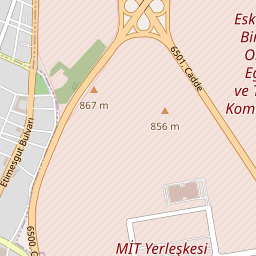 Esk
Bir
O
Eğ
ve T
Kom
6501. Cadde
867 m
856 m
Etimesgut Bulvarı
6500. C
MİT Yerleşkesi